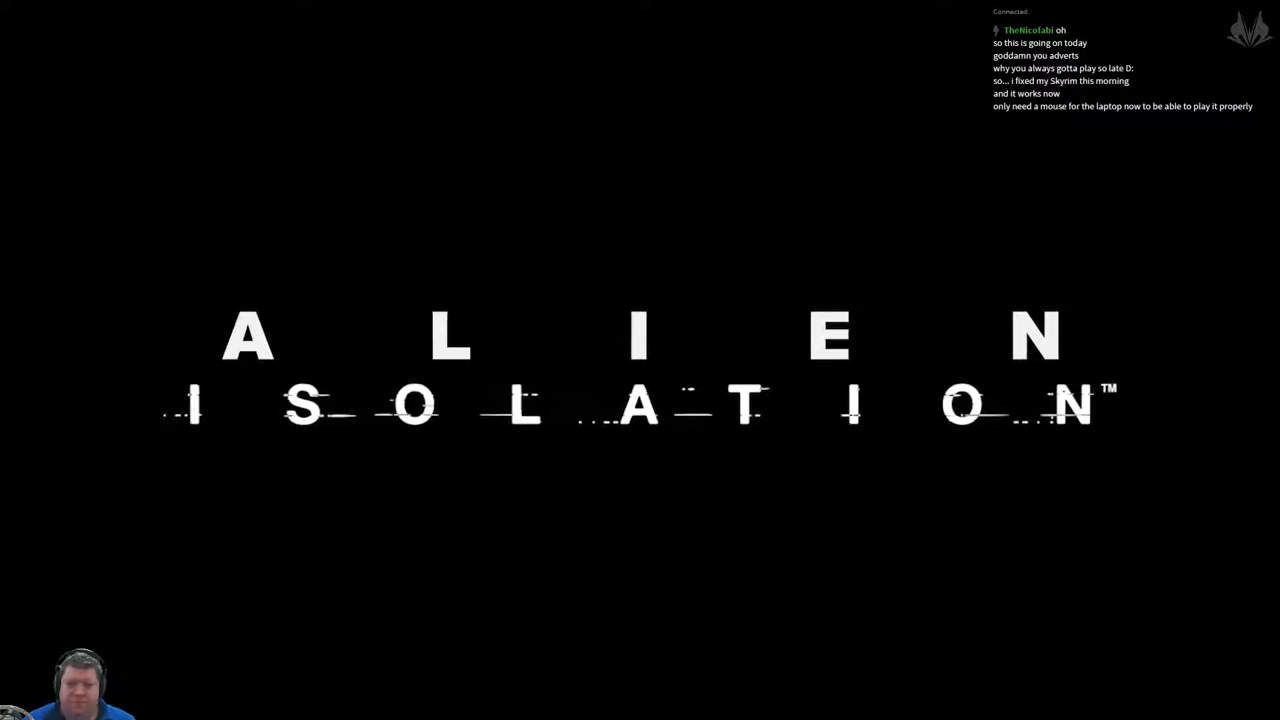 Connected.
TheNicofabi oh
so this is going on today
goddamn you adverts
why you always gotta play so late D:
so... i fixed my Skyrim this morning
and it works now
only need a mouse for the laptop now to be able to play it properly
ALIEN
ISOLATION™